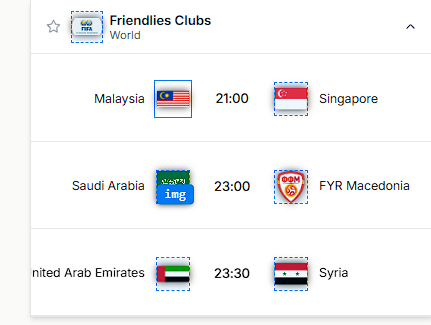 Friendlies Clubs
World
FIFA
Malaysia 21:00 Singapore
Saudi Arabia img 23:00 ФФМ FYR Macedonia
nited Arab Emirates 23:30 Syria